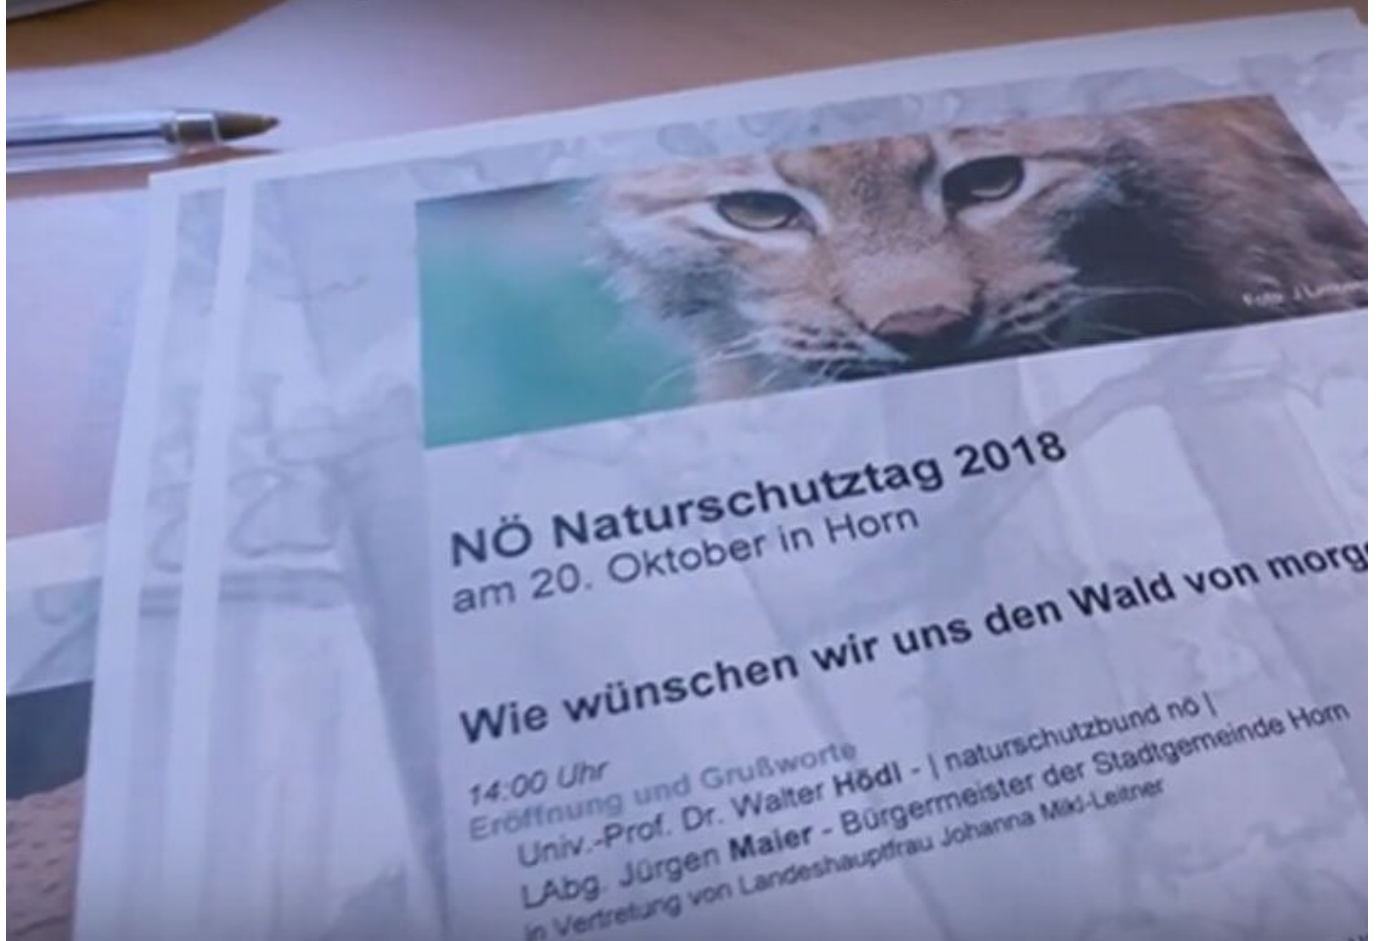 Foto: J
NÖ Naturschutztag 2018
am 20. Oktober in Horn
Wie wünschen wir uns den Wald von morg
14:00 Uhr
Eröffnung und Grußworte
Univ.-Prof. Dr. Walter Hödl - | naturschutzbund nö |
LAbg. Jürgen Maier - Bürgermeister der Stadtgemeinde Horn
in Vertretung von Landeshauptfrau Johanna Mikl-Leitner